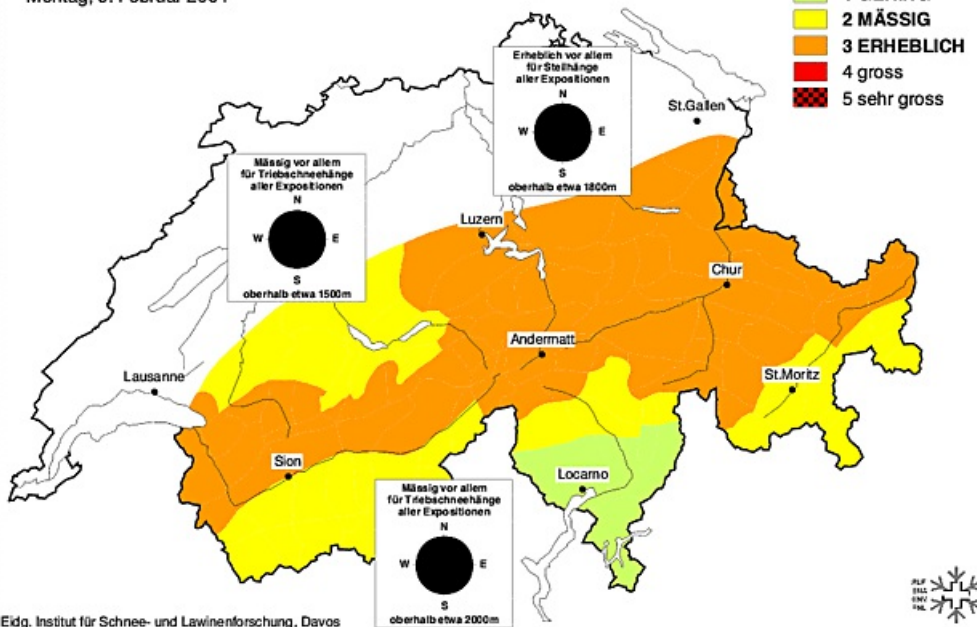 2 MÄSSIG
3 ERHEBLICH
4 gross
5 sehr gross
Erheblich vor allem
für Steilhänge
aller Expositionen
N
W E
S
oberhalb etwa 1800m
St.Gallen
Mässig vor allem
für Triebschneehänge
aller Expositionen
N
W E
S
oberhalb etwa 1500m
Luzern
Chur
Andermatt
Lausanne
St.Moritz
Sion
Locarno
Mässig vor allem
für Triebschneehänge
aller Expositionen
N
W E
S
oberhalb etwa 2000m
Eidg. Institut für Schnee- und Lawinenforschung, Davos